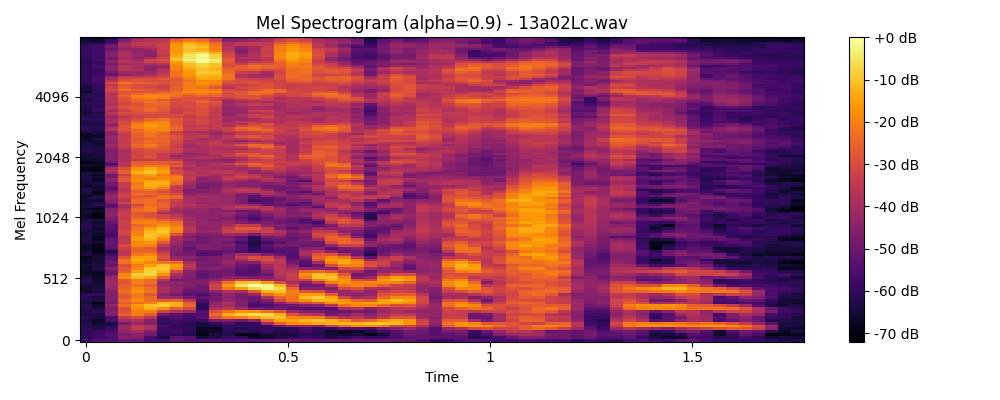 Mel Spectrogram (alpha=0.9) - 13a02Lc.wav
Mel Frequency
4096
2048
1024
512
0
0
0.5
1
1.5
Time
+0 dB
-10 dB
-20 dB
-30 dB
-40 dB
-50 dB
-60 dB
-70 dB